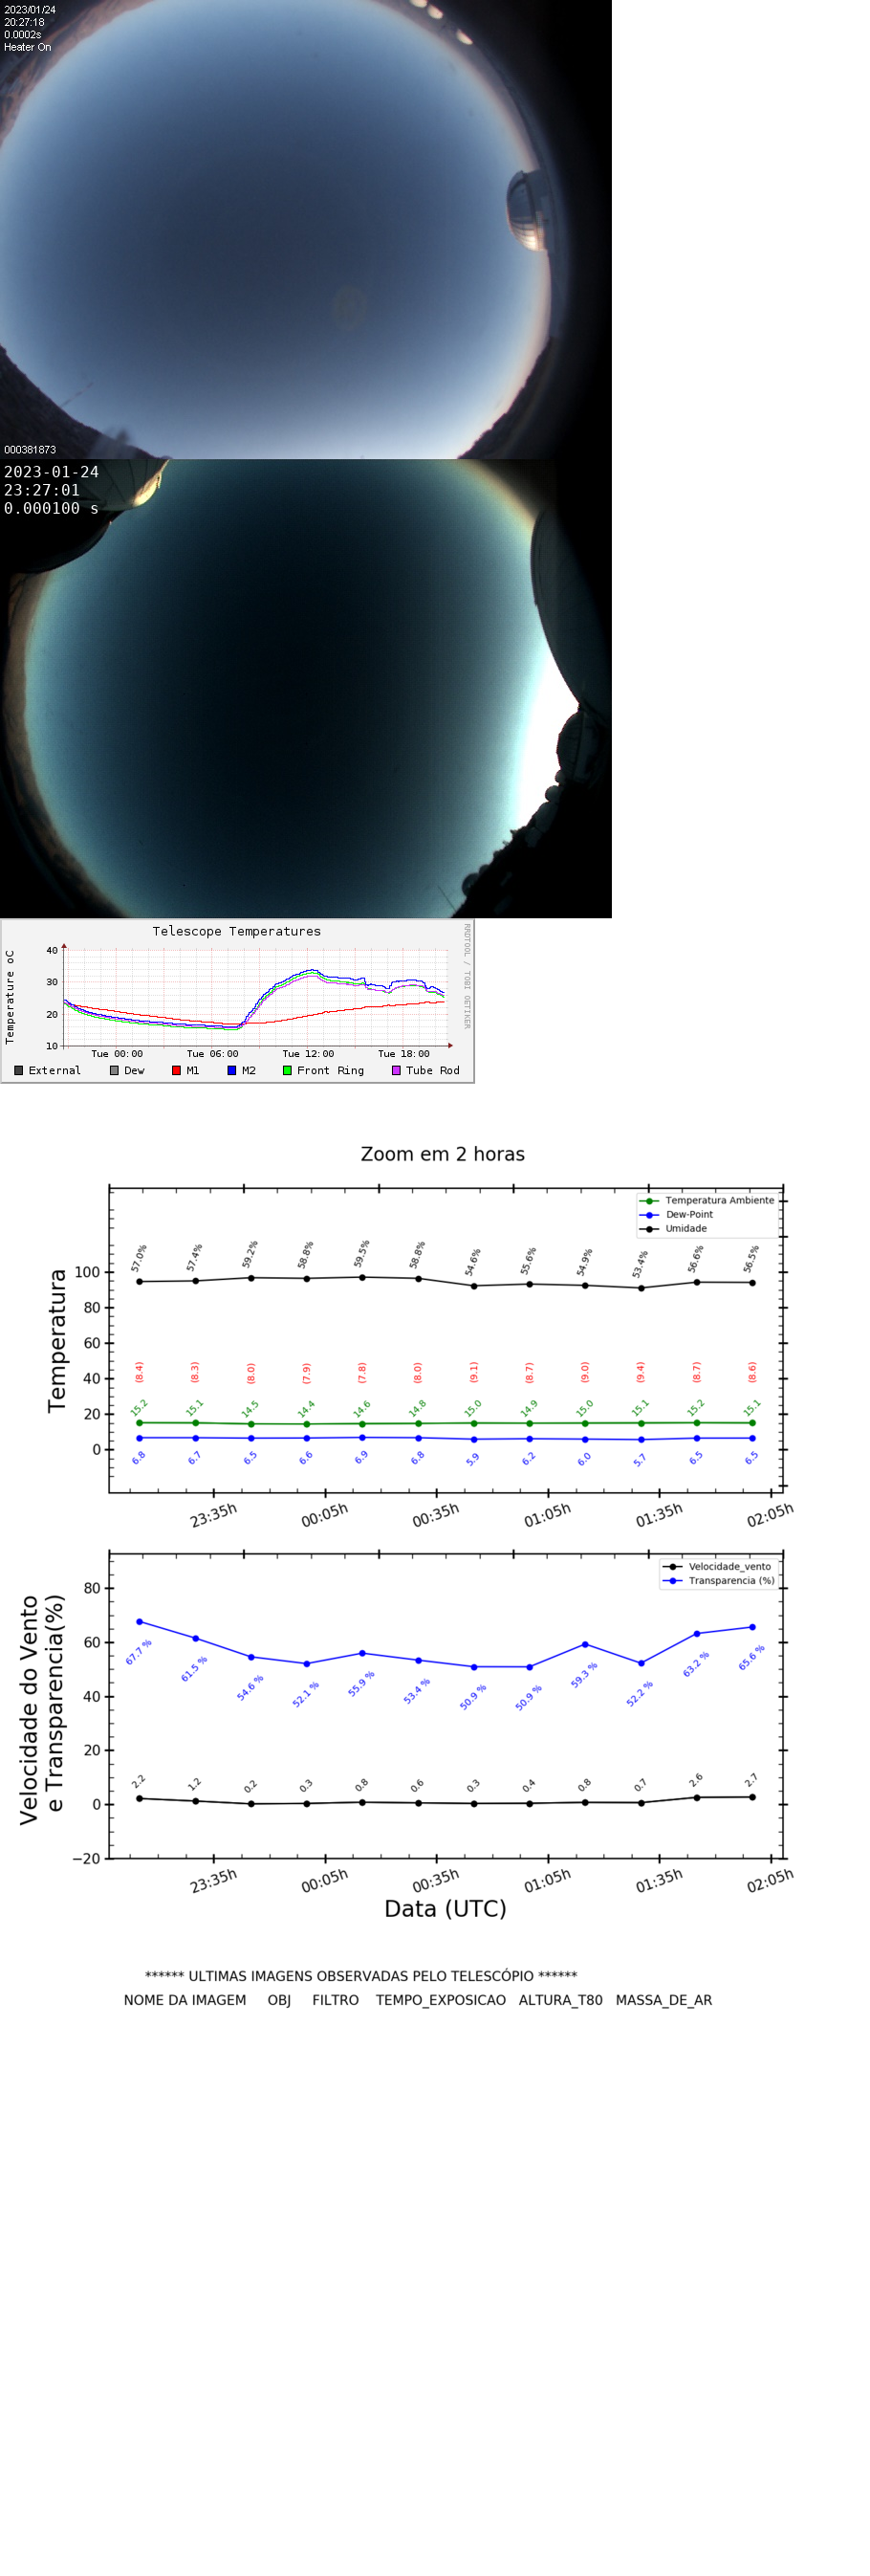 2023/01/24
20:27:18
0.0002s
Heater On
000381873
2023-01-24
23:27:01
0.000100 s
Telescope Temperatures
RRDTOOL / TOBI OETIKER
Temperature oC
40
30
20
10
Tue 00:00 Tue 06:00 Tue 12:00 Tue 18:00
External Dew M1 M2 Front Ring Tube Rod
Zoom em 2 horas
Temperatura Ambiente
Dew-Point
Umidade
Temperatura
100
80
60
40
20
0
57.0% 57.4% 59.2% 58.8% 59.5% 58.8% 54.6% 55.6% 54.9% 53.4% 56.6% 56.5%
(8.4) (8.3) (8.0) (7.9) (7.8) (8.0) (9.1) (8.7) (9.0) (9.4) (8.7) (8.6)
15.2 15.1 14.5 14.4 14.6 14.8 15.0 14.9 15.0 15.1 15.2 15.1
6.8 6.7 6.5 6.6 6.9 6.8 5.9 6.2 6.0 5.7 6.5 6.5
23:35h 00:05h 00:35h 01:05h 01:35h 02:05h
Velocidade_vento
Transparencia (%)
Velocidade do Vento
e Transparencia(%)
80
60
40
20
0
−20
67.7 % 61.5 % 54.6 % 52.1 % 55.9 % 53.4 % 50.9 % 50.9 % 59.3 % 52.2 % 63.2 % 65.6 %
2.2 1.2 0.2 0.3 0.8 0.6 0.3 0.4 0.8 0.7 2.6 2.7
23:35h 00:05h 00:35h 01:05h 01:35h 02:05h
Data (UTC)
****** ULTIMAS IMAGENS OBSERVADAS PELO TELESCÓPIO ******
NOME DA IMAGEM OBJ FILTRO TEMPO_EXPOSICAO ALTURA_T80 MASSA_DE_AR